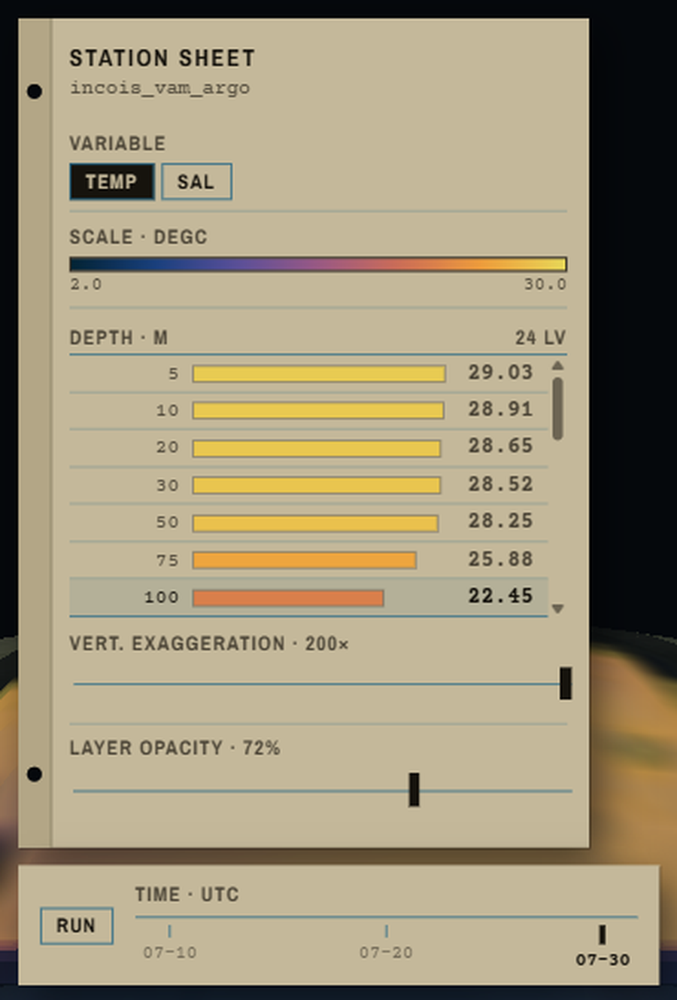 STATION SHEET
incois_vam_argo
VARIABLE
TEMP SAL
SCALE · DEGC
2.0 30.0
DEPTH · M 24 LV
5 29.03
10 28.91
20 28.65
30 28.52
50 28.25
75 25.88
100 22.45
VERT. EXAGGERATION · 200×
LAYER OPACITY · 72%
TIME · UTC
RUN
07-10 07-20 07-30